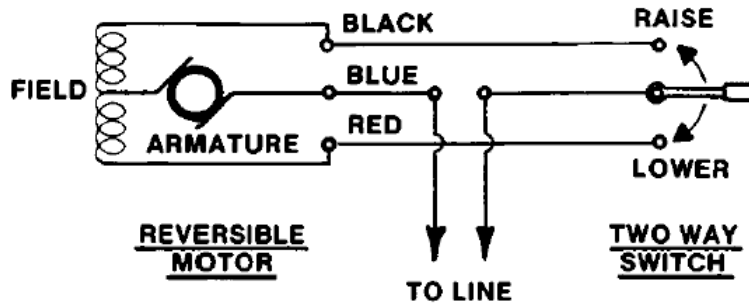 BLACK
RAISE
FIELD
BLUE
ARMATURE
RED
LOWER
REVERSIBLE
MOTOR
TWO WAY
SWITCH
TO LINE